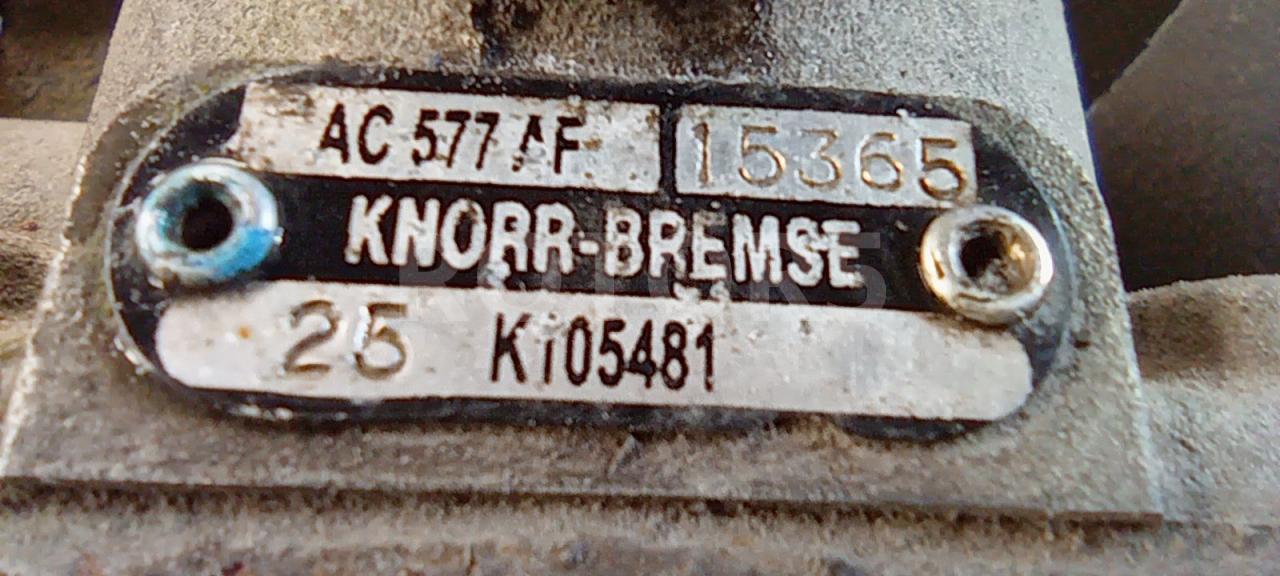 AC 577 AF 15365
KNORR-BREMSE
25 K105481